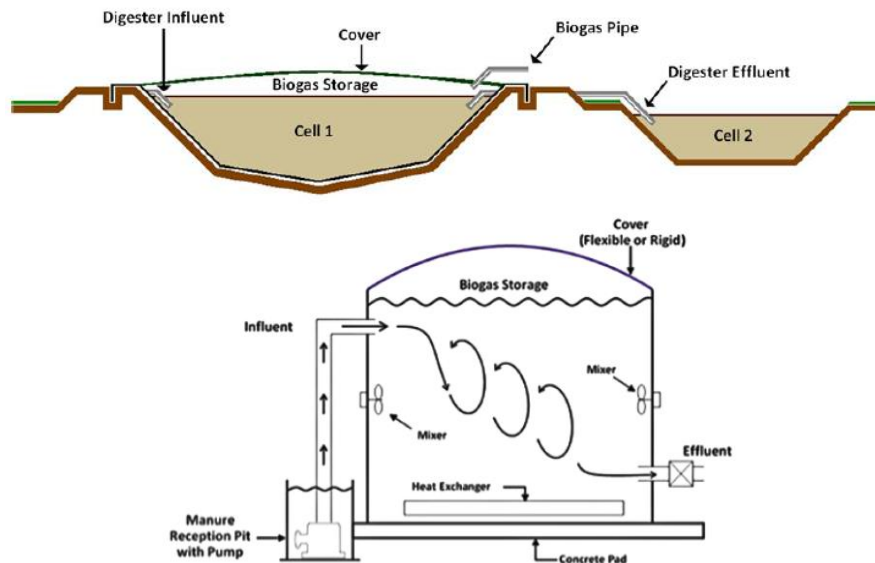 Digester Influent
Cover
Biogas Pipe
Biogas Storage
Digester Effluent
Cell 1
Cell 2
Cover
(Flexible or Rigid)
Biogas Storage
Influent
Mixer
Mixer
Effluent
Heat Exchanger
Manure
Reception Pit
with Pump
Concrete Pad